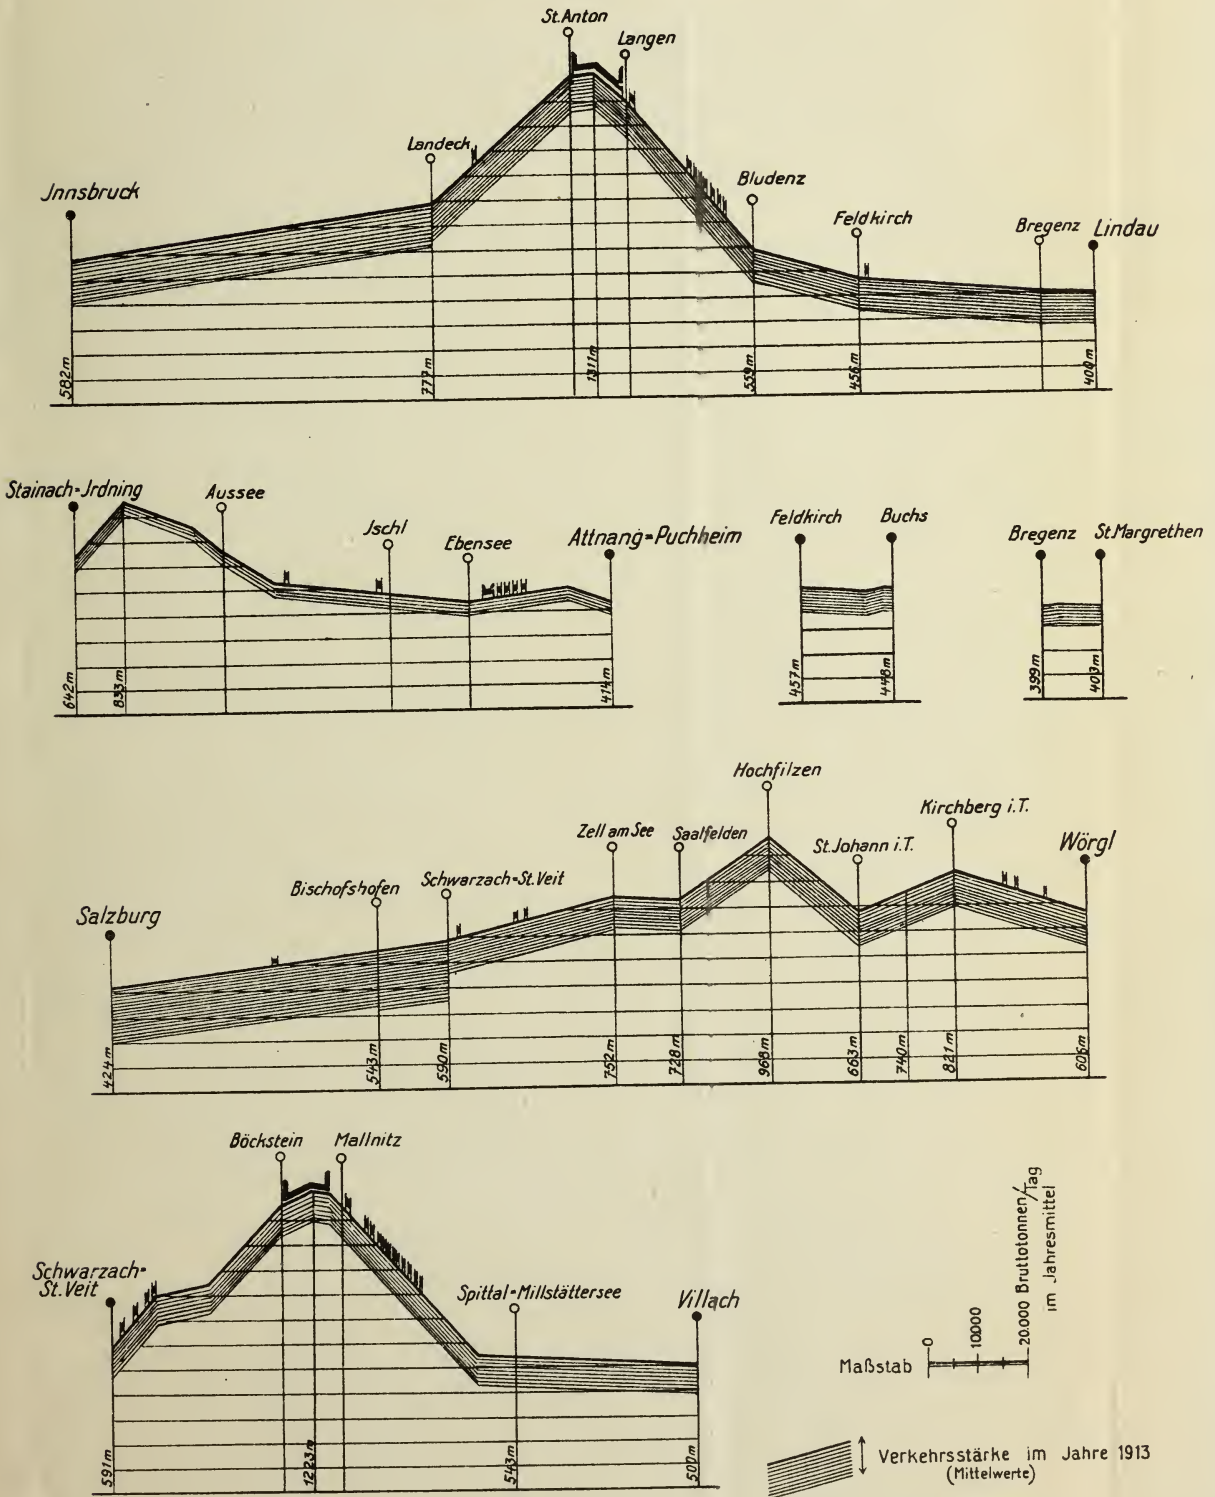 St.Anton
Langen
Landeck
Jnnsbruck
Bludenz
Feldkirch
Bregenz
Lindau
582m
777m
1311m
559m
456m
400m
Stainach-Jrdning
Aussee
Jschl
Ebensee
Attnang=Puchheim
Feldkirch
Buchs
Bregenz
St.Margrethen
642m
833m
414m
457m
448m
399m
403m
Hochfilzen
Kirchberg i.T.
Zell am See
Saalfelden
St.Johann i.T.
Wörgl
Bischofshofen
Schwarzach=St.Veit
Salzburg
424m
543m
590m
752m
728m
968m
663m
740m
821m
606m
Böckstein
Mallnitz
Schwarzach=
St.Veit
Spittal=Millstättersee
Villach
591m
1223m
543m
500m
Maßstab
0
10000
20.000 Bruttotonnen/Tag
im Jahresmittel
Verkehrsstärke im Jahre 1913
(Mittelwerte)